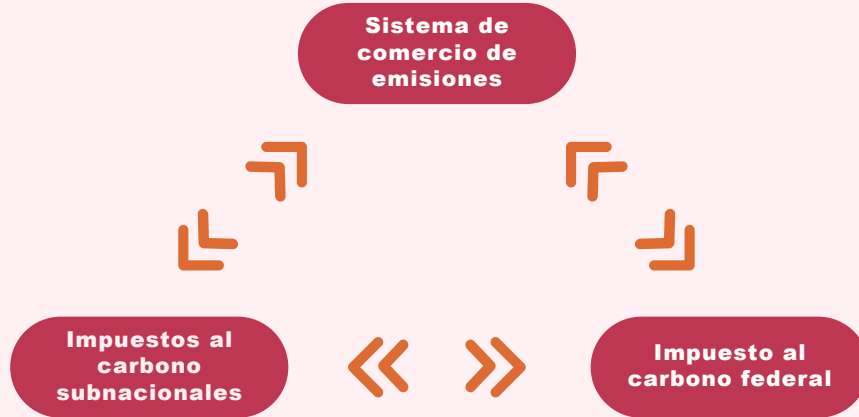 Sistema de
comercio de
emisiones
Impuestos al
carbono
subnacionales
Impuesto al
carbono federal